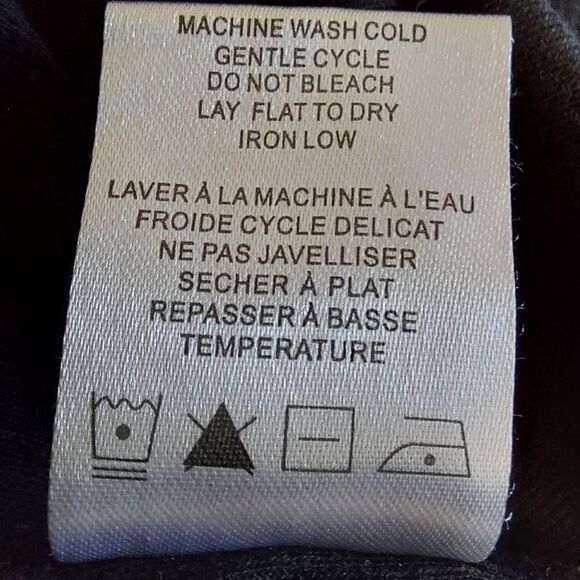 MACHINE WASH COLD
GENTLE CYCLE
DO NOT BLEACH
LAY FLAT TO DRY
IRON LOW
LAVER À LA MACHINE À L'EAU
FROIDE CYCLE DELICAT
NE PAS JAVELLISER
SECHER À PLAT
REPASSER À BASSE
TEMPERATURE